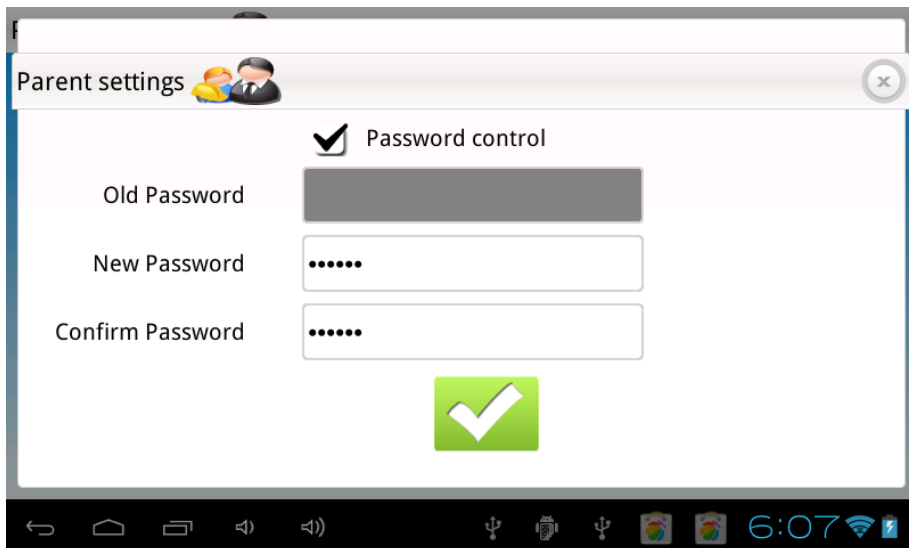 Parent settings
Password control
Old Password
New Password
••••••
Confirm Password
••••••
6:07